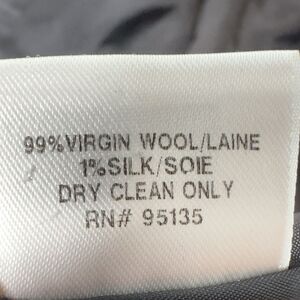 99%VIRGIN WOOL/LAINE
1%SILK/SOIE
DRY CLEAN ONLY
RN# 95135